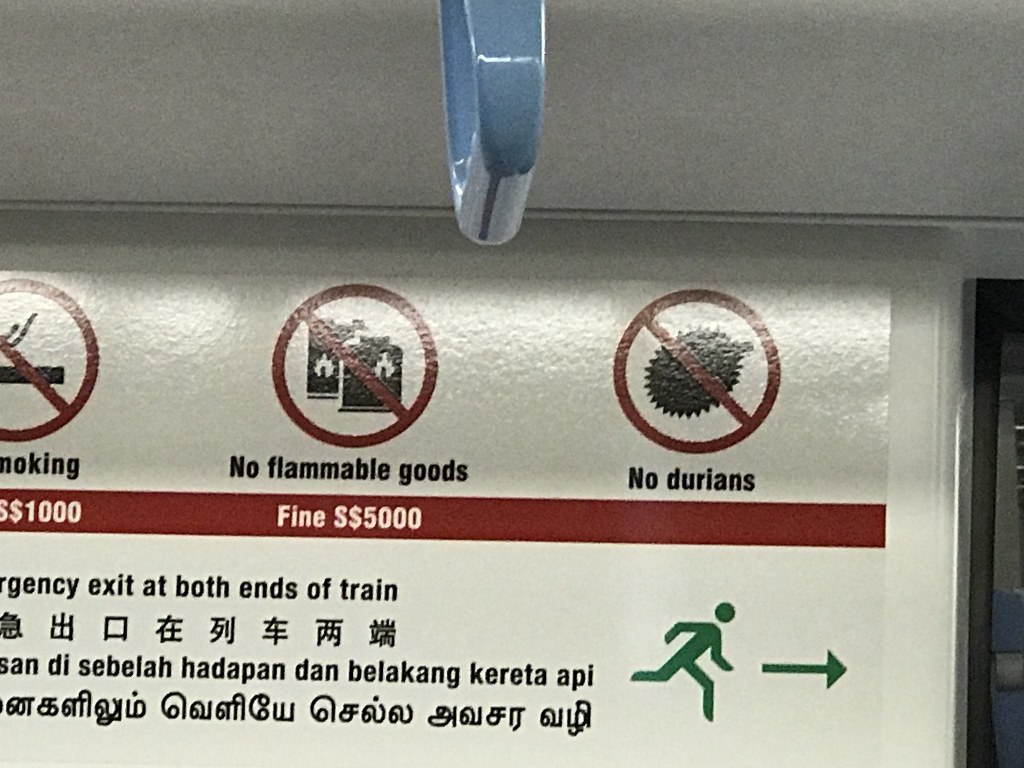 moking
No flammable goods
No durians
S$1000
Fine S$5000
rgency exit at both ends of train
急出口在列车两端
san di sebelah hadapan dan belakang kereta api
னைகளிலும் வெளியே செல்ல அவசர வழி